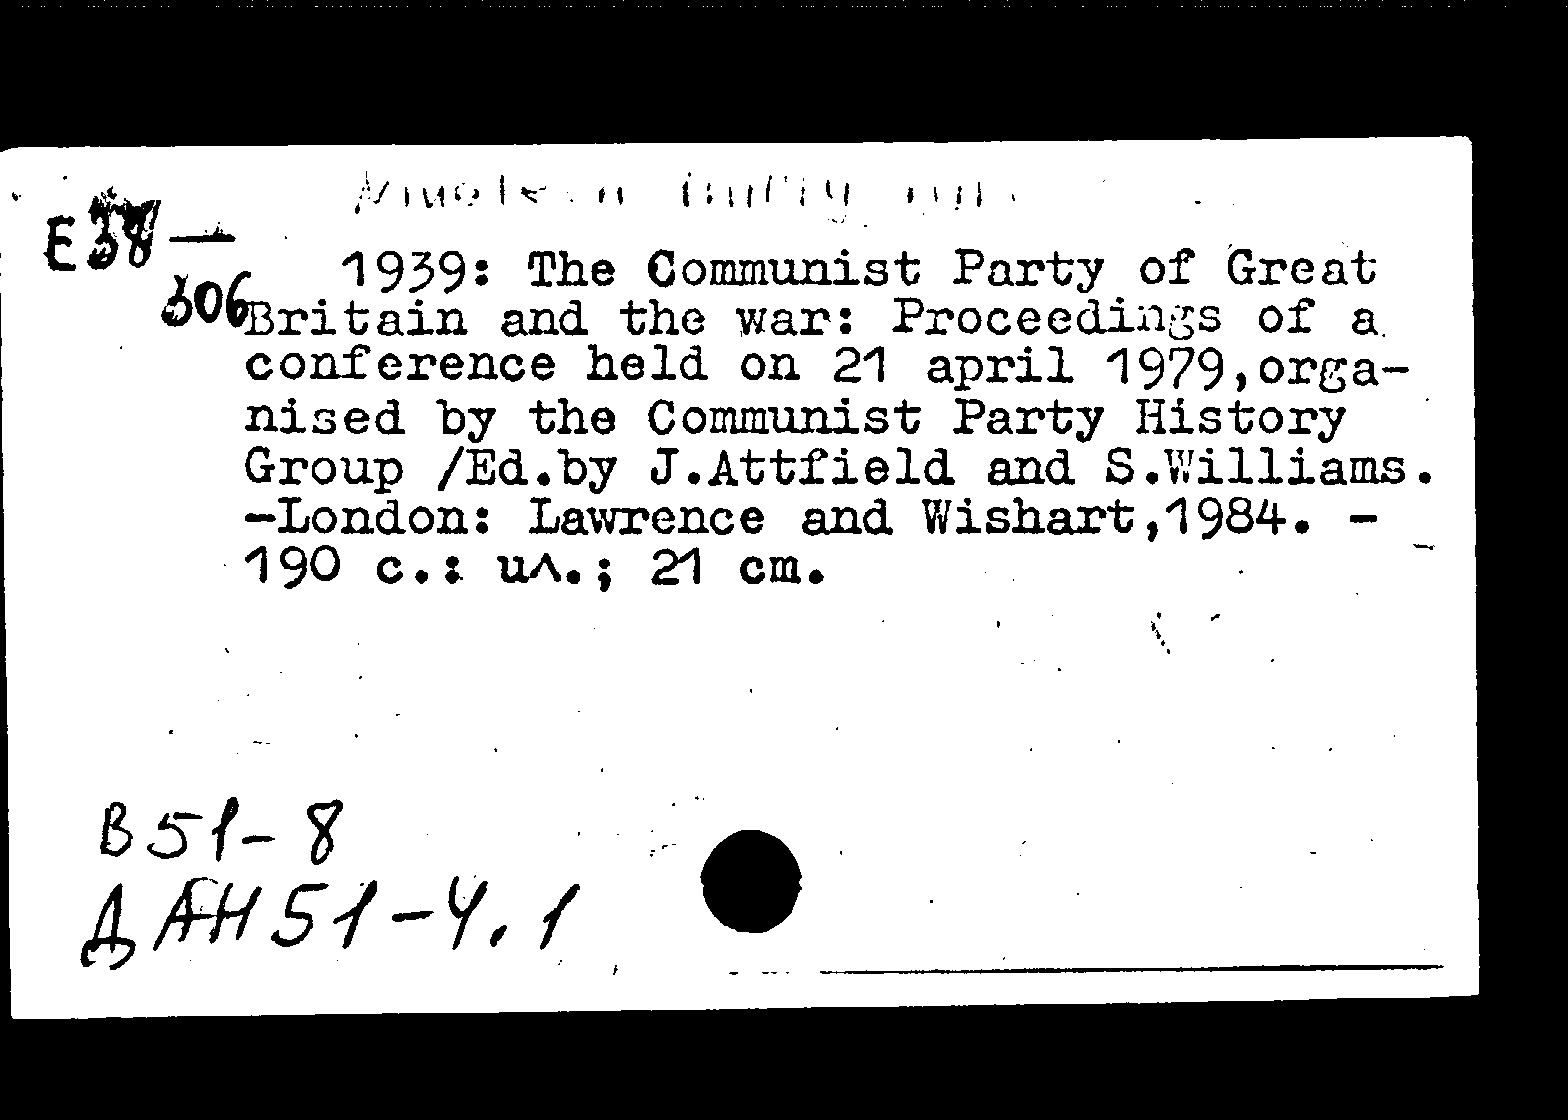 E38—
306
1939: The Communist Party of Great
Britain and the war: Proceedings of a
conference held on 21 april 1979,orga-
nised by the Communist Party History
Group /Ed.by J.Attfield and S.Williams.
-London: Lawrence and Wishart,1984. -
190 c.: ил.; 21 cm.
В51-8
ДАН51-4.1